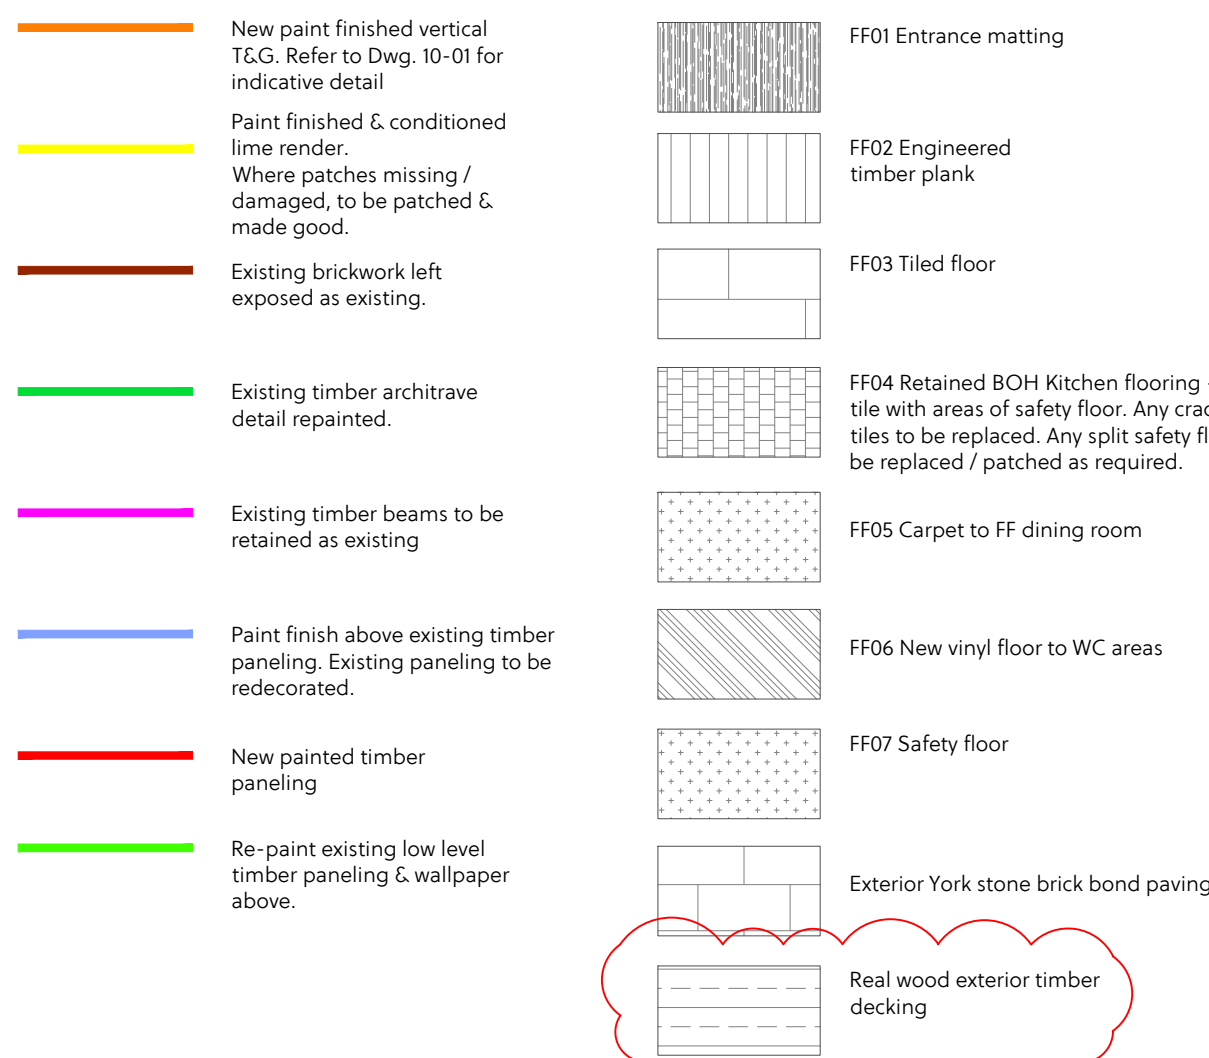 New paint finished vertical
T&G. Refer to Dwg. 10-01 for
indicative detail
Paint finished & conditioned
lime render.
Where patches missing /
damaged, to be patched &
made good.
Existing brickwork left
exposed as existing.
Existing timber architrave
detail repainted.
Existing timber beams to be
retained as existing
Paint finish above existing timber
paneling. Existing paneling to be
redecorated.
New painted timber
paneling
Re-paint existing low level
timber paneling & wallpaper
above.
FF01 Entrance matting
FF02 Engineered
timber plank
FF03 Tiled floor
FF04 Retained BOH Kitchen flooring
tile with areas of safety floor. Any
tiles to be replaced. Any split safety
be replaced / patched as required.
FF05 Carpet to FF dining room
FF06 New vinyl floor to WC areas
FF07 Safety floor
Exterior York stone brick bond paving
Real wood exterior timber
decking